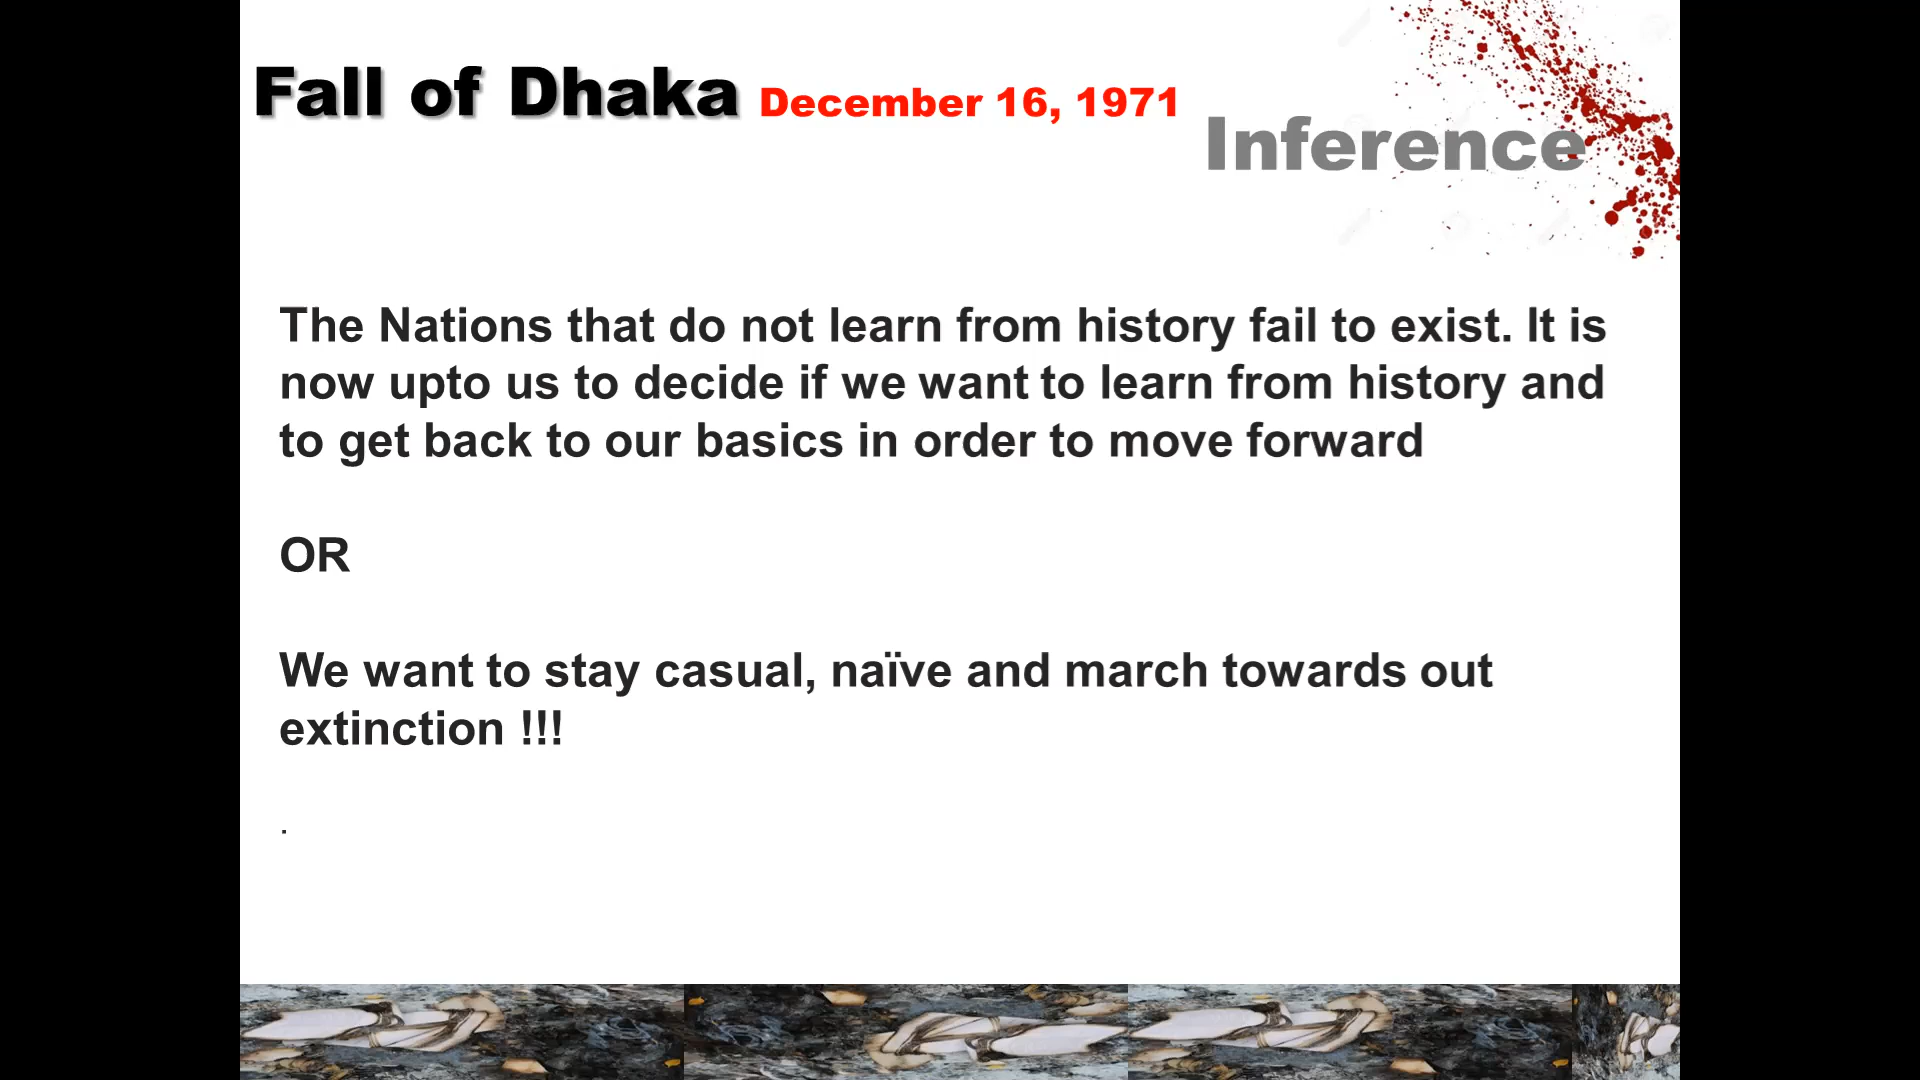 Fall of Dhaka December 16, 1971
Inference
The Nations that do not learn from history fail to exist. It is
now upto us to decide if we want to learn from history and
to get back to our basics in order to move forward
OR
We want to stay casual, naïve and march towards out
extinction !!!
.